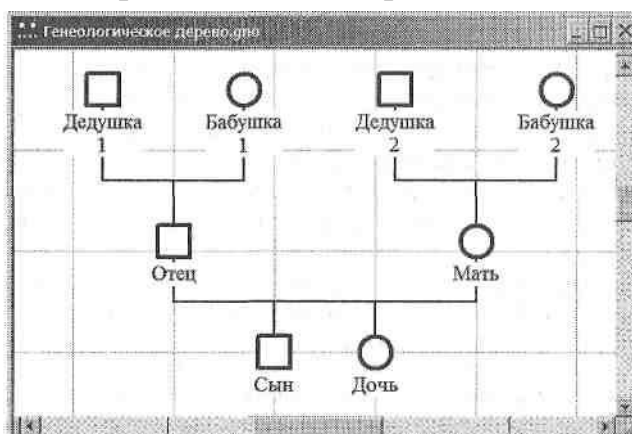 Генеологическое дерево.gno
Дедушка Бабушка Дедушка Бабушка
1 1 2 2
Отец Мать
Сын Дочь